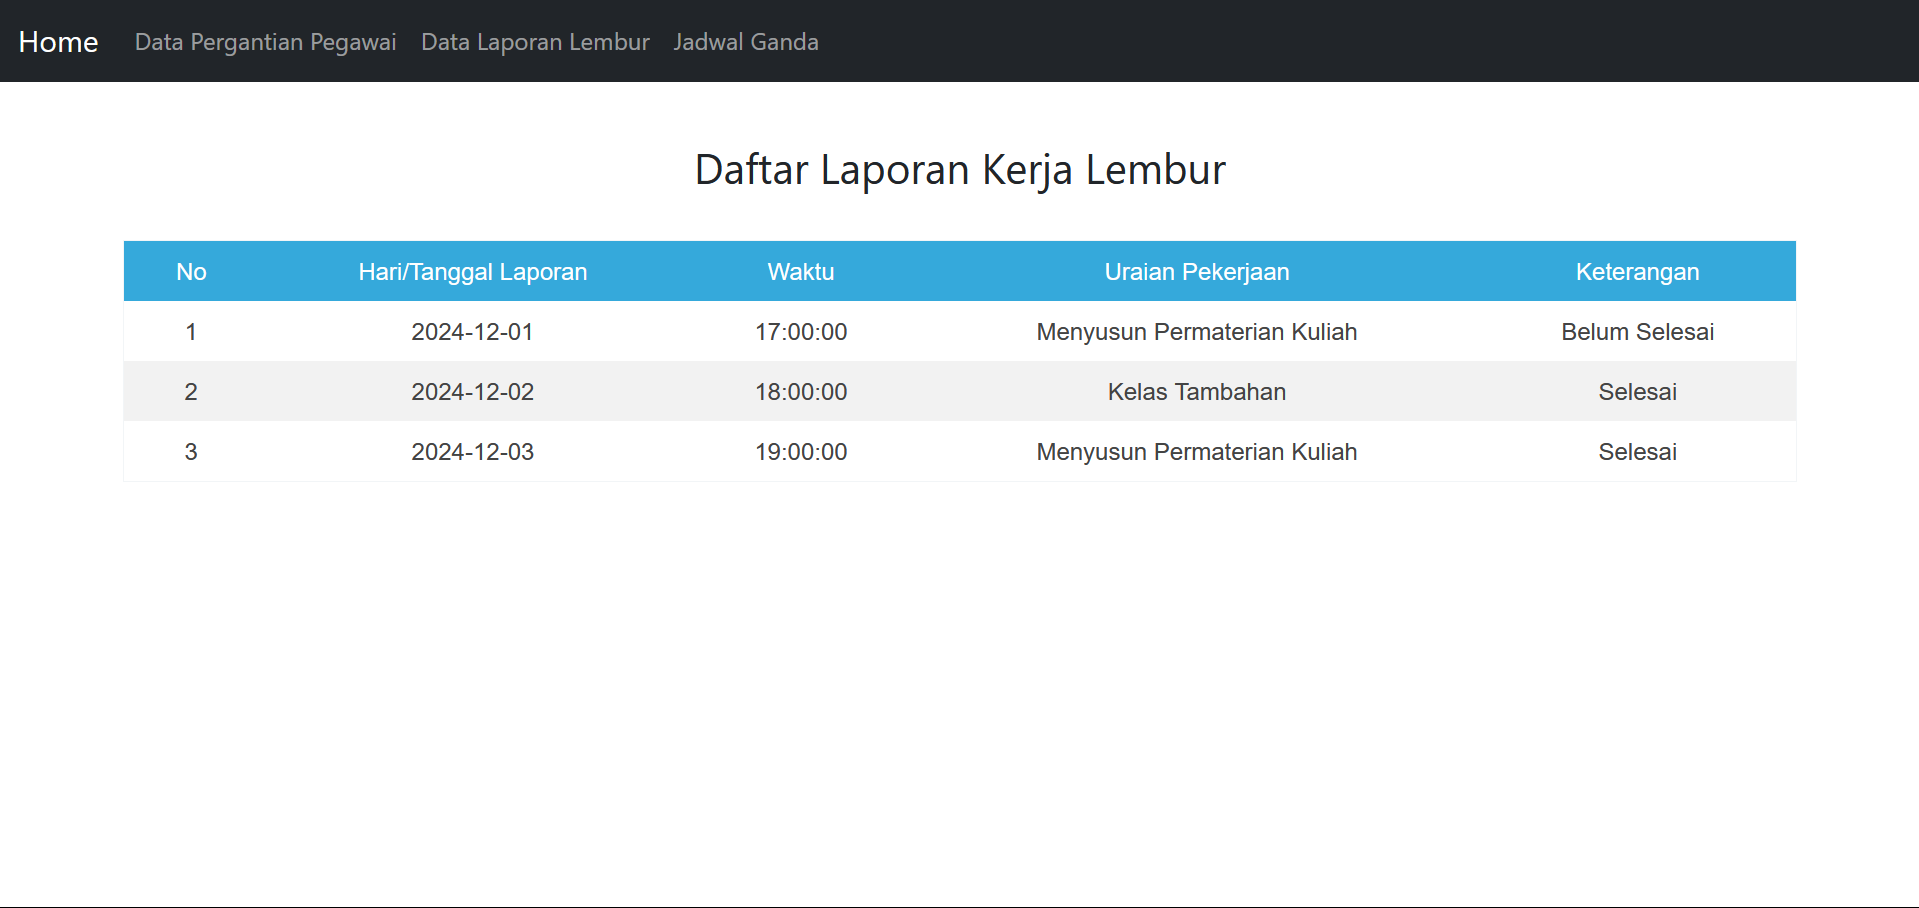 Home Data Pergantian Pegawai Data Laporan Lembur Jadwal Ganda
Daftar Laporan Kerja Lembur
No Hari/Tanggal Laporan Waktu Uraian Pekerjaan Keterangan
1 2024-12-01 17:00:00 Menyusun Permaterian Kuliah Belum Selesai
2 2024-12-02 18:00:00 Kelas Tambahan Selesai
3 2024-12-03 19:00:00 Menyusun Permaterian Kuliah Selesai